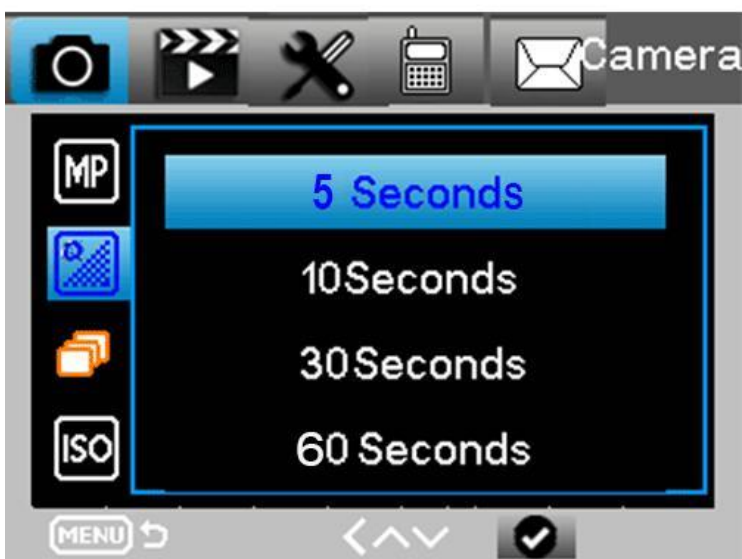 Camera
MP
5 Seconds
10Seconds
30Seconds
ISO
60 Seconds
MENU